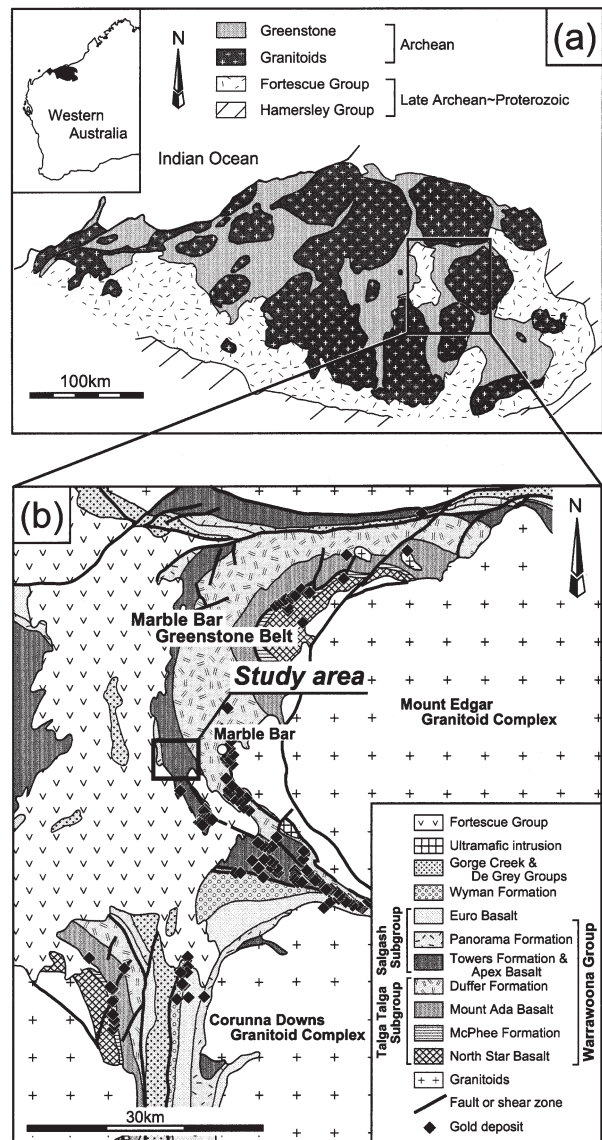 (a)
N
Western
Australia
Greenstone
Granitoids
Archean
Fortescue Group
Hamersley Group
Late Archean~Proterozoic
Indian Ocean
100km
(b)
N
Marble Bar
Greenstone Belt
Study area
Mount Edgar
Granitoid Complex
Marble Bar
Corunna Downs
Granitoid Complex
30km
Fortescue Group
Ultramafic intrusion
Gorge Creek &
De Grey Groups
Wyman Formation
Salgash
Subgroup
Euro Basalt
Panorama Formation
Towers Formation &
Apex Basalt
Talga Talga
Subgroup
Duffer Formation
Mount Ada Basalt
McPhee Formation
North Star Basalt
Warrawoona Group
Granitoids
Fault or shear zone
Gold deposit